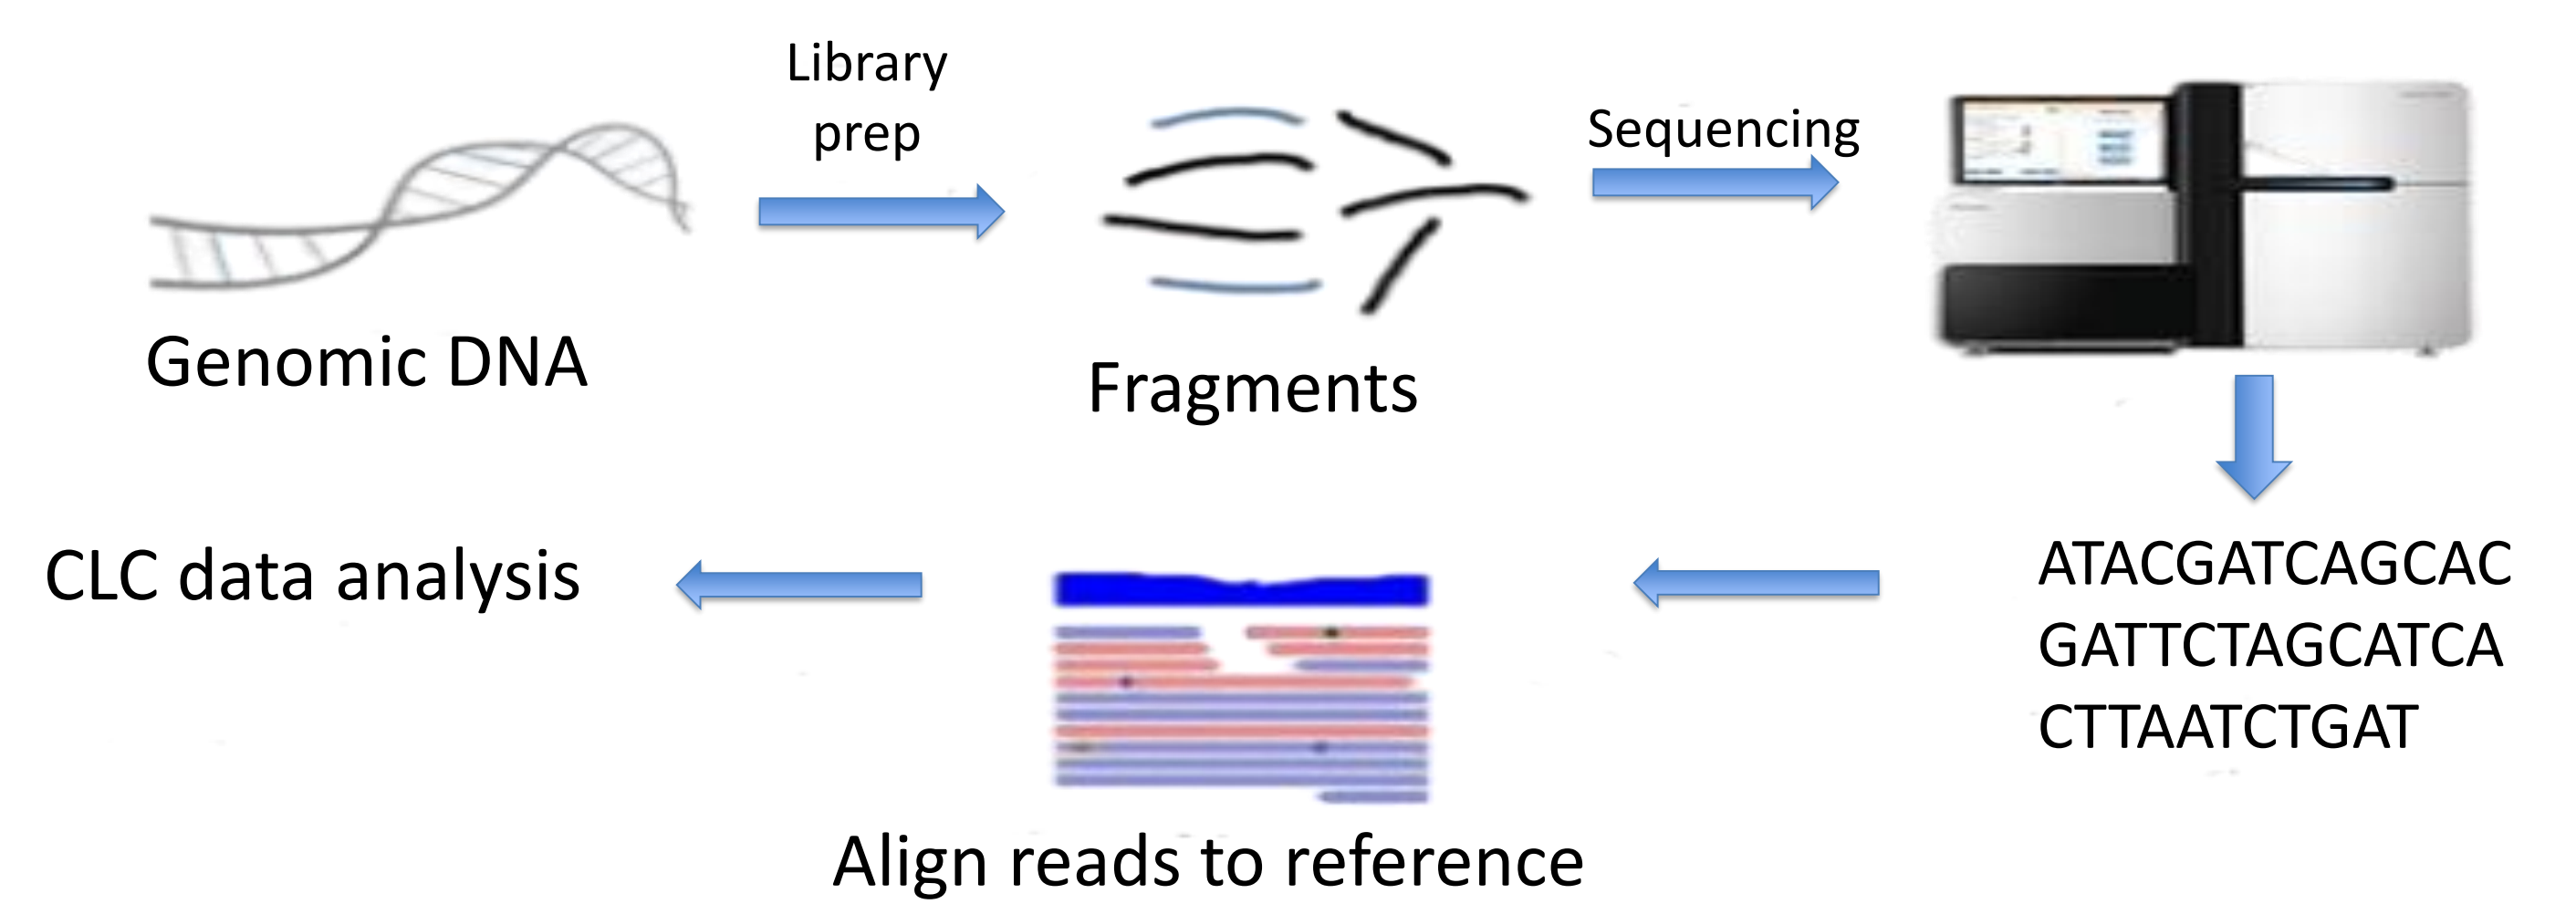 Library
prep
Sequencing
Genomic DNA
Fragments
ATACGATCAGCAC
GATTCTAGCATCA
CTTAATCTGAT
Align reads to reference
CLC data analysis